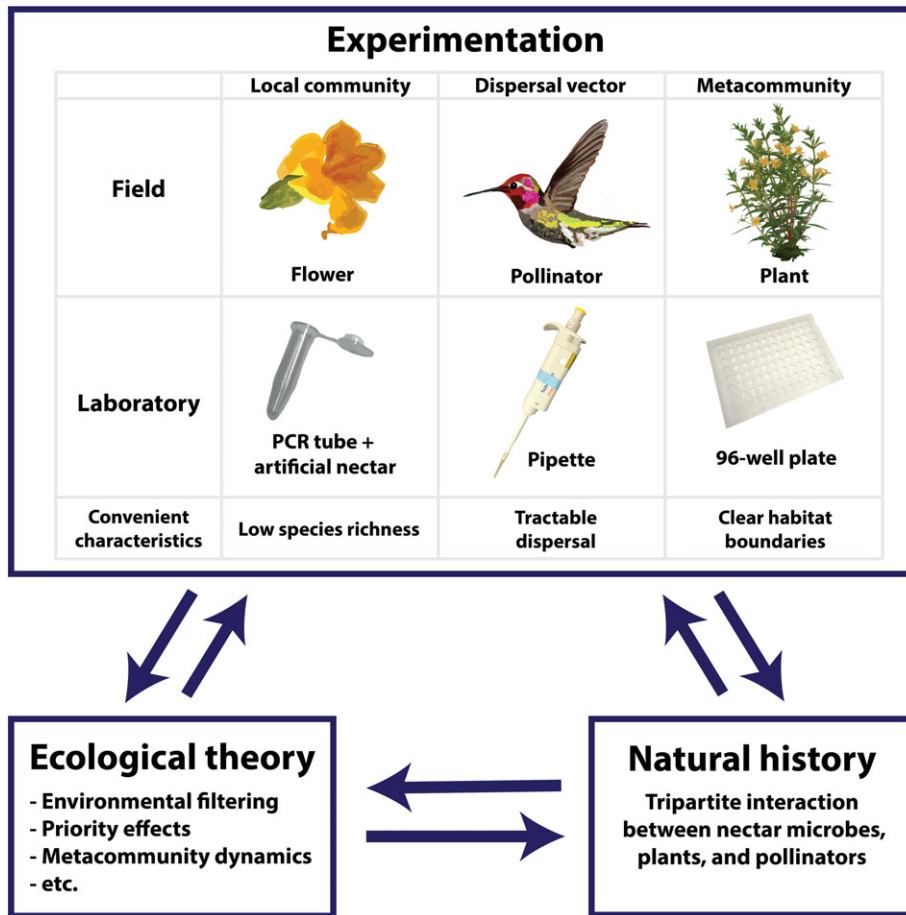 Experimentation
Local community Dispersal vector Metacommunity
Field
Flower Pollinator Plant
Laboratory
PCR tube +
artificial nectar
Pipette
96-well plate
Convenient
characteristics
Low species richness
Tractable
dispersal
Clear habitat
boundaries
Ecological theory
- Environmental filtering
- Priority effects
- Metacommunity dynamics
- etc.
Natural history
Tripartite interaction
between nectar microbes,
plants, and pollinators